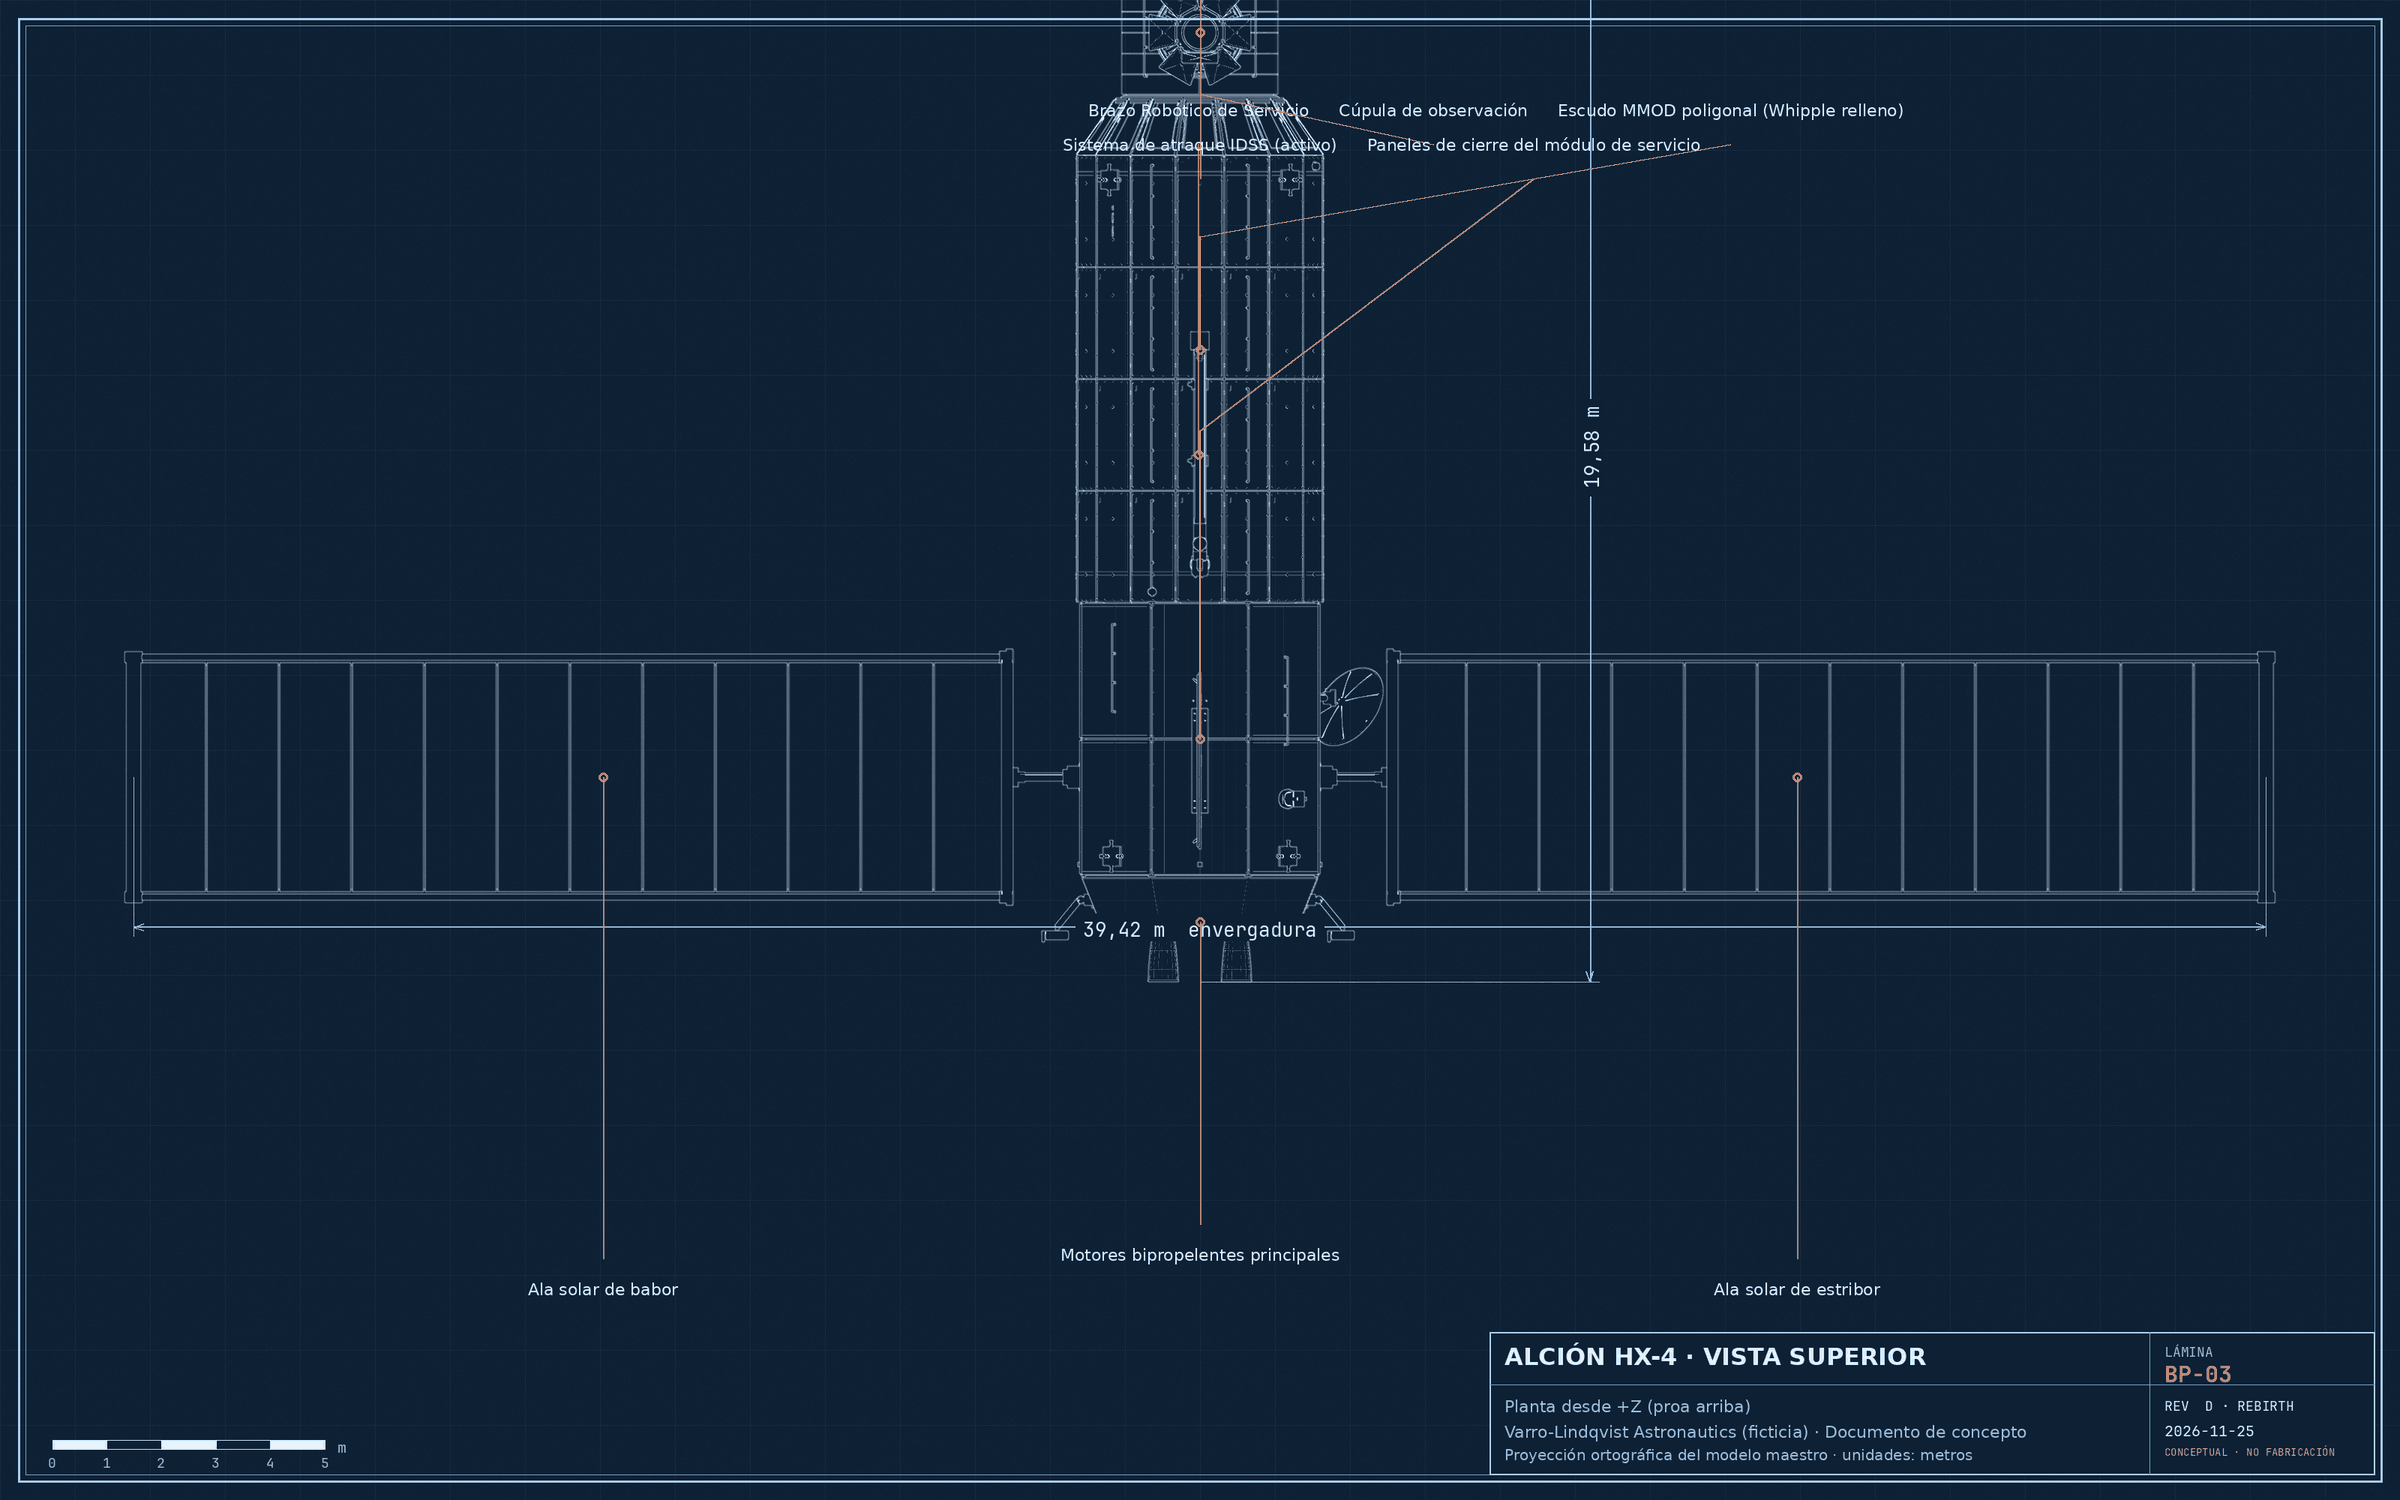 Brazo Robótico de Servicio Cúpula de observación Escudo MMOD poligonal (Whipple relleno)
Sistema de atraque IDSS (activo) Paneles de cierre del módulo de servicio
19,58 m
39,42 m envergadura
Motores bipropelentes principales
Ala solar de babor
Ala solar de estribor
ALCIÓN HX-4 · VISTA SUPERIOR
Planta desde +Z (proa arriba)
Varro-Lindqvist Astronautics (ficticia) · Documento de concepto
Proyección ortográfica del modelo maestro · unidades: metros
LÁMINA
BP-03
REV D · REBIRTH
2026-11-25
CONCEPTUAL · NO FABRICACIÓN
0 1 2 3 4 5 m